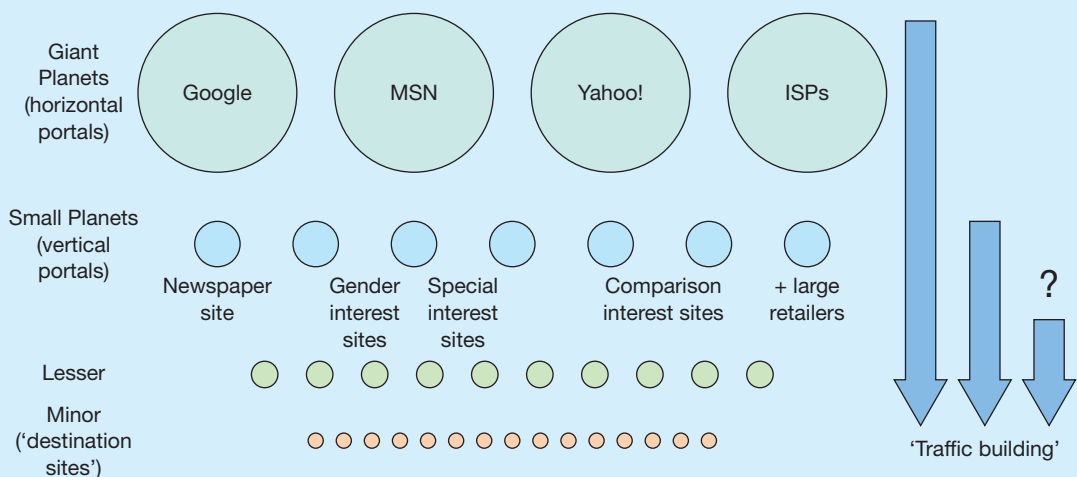 Giant
Planets
(horizontal
portals)
Google
MSN
Yahoo!
ISPs
Small Planets
(vertical
portals)
Newspaper
site
Gender
interest
sites
Special
interest
sites
Comparison
interest sites
+ large
retailers
?
Lesser
Minor
(‘destination
sites’)
‘Traffic building’